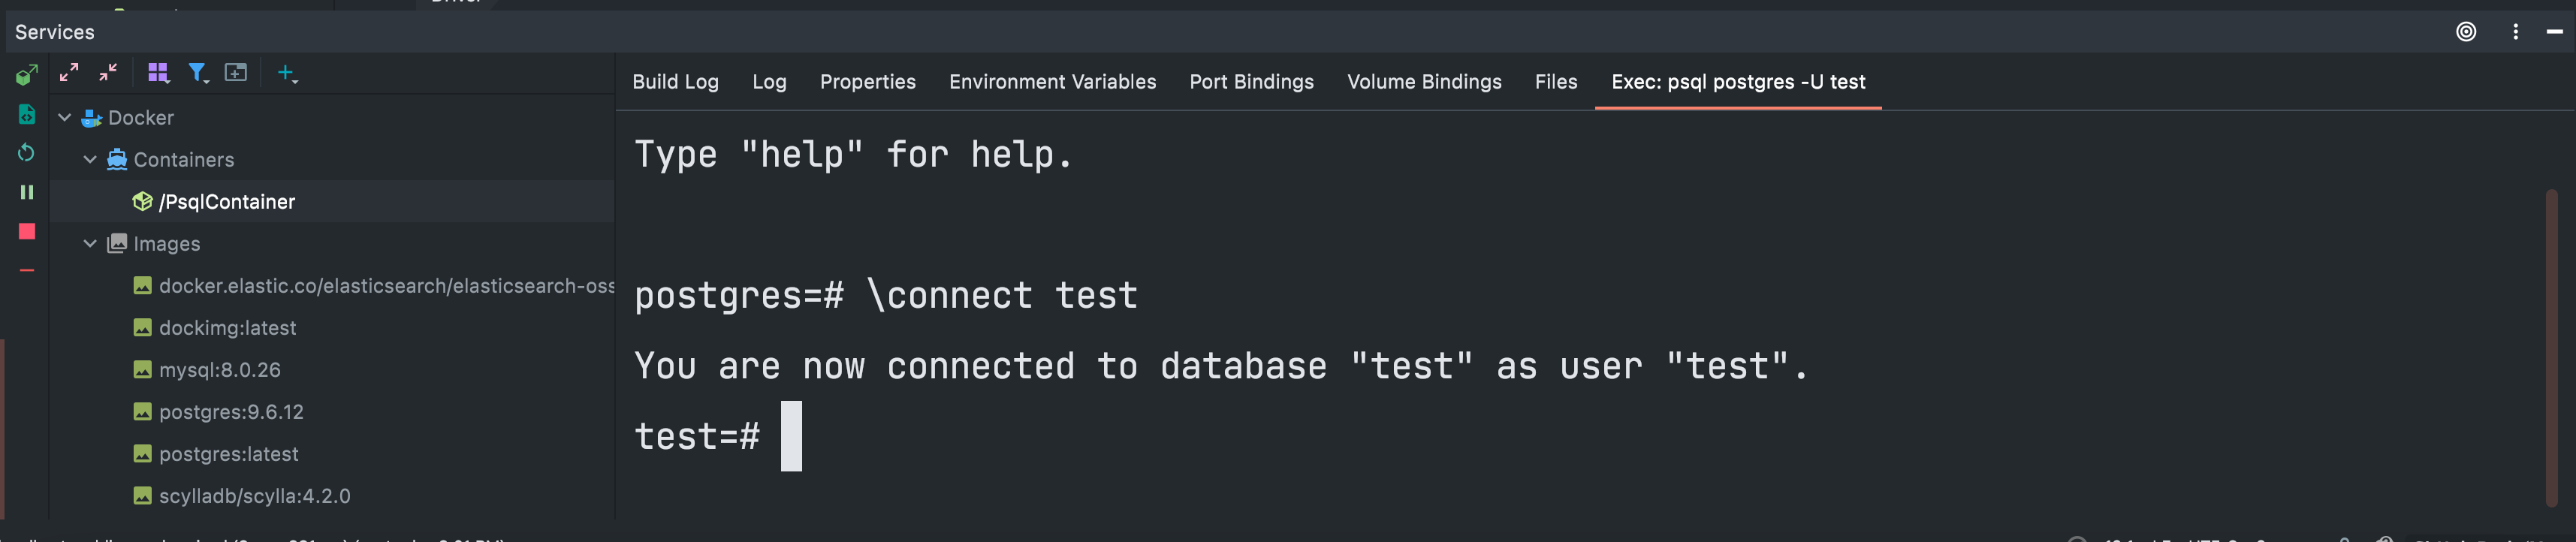 Services
Docker
Containers
/PsqlContainer
Images
docker.elastic.co/elasticsearch/elasticsearch-oss
dockimg:latest
mysql:8.0.26
postgres:9.6.12
postgres:latest
scylladb/scylla:4.2.0
Build Log
Log
Properties
Environment Variables
Port Bindings
Volume Bindings
Files
Exec: psql postgres -U test
Type "help" for help.
postgres=# \connect test
You are now connected to database "test" as user "test".
test=#